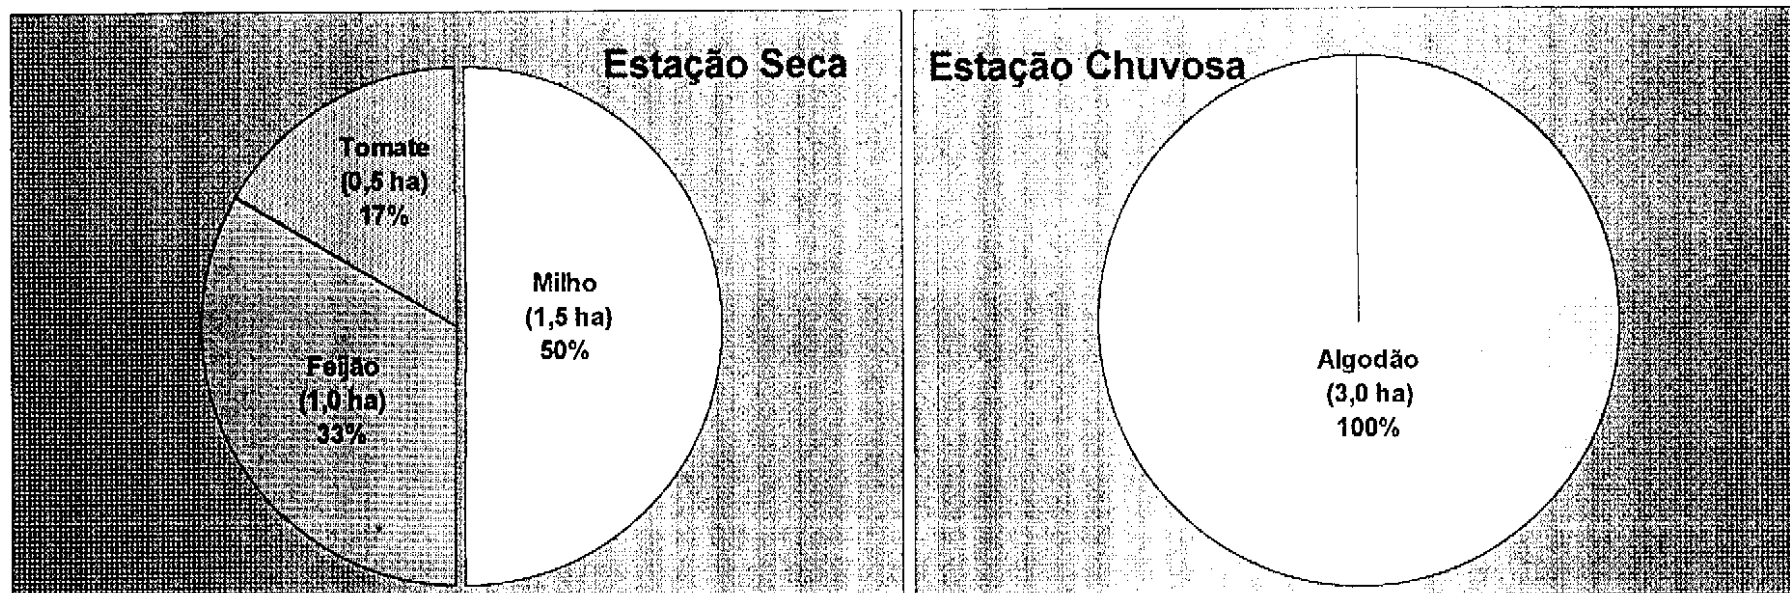 Estação Seca
Tomate
(0,5 ha)
17%
Milho
(1,5 ha)
50%
Feijão
(1,0 ha)
33%
Estação Chuvosa
Algodão
(3,0 ha)
100%